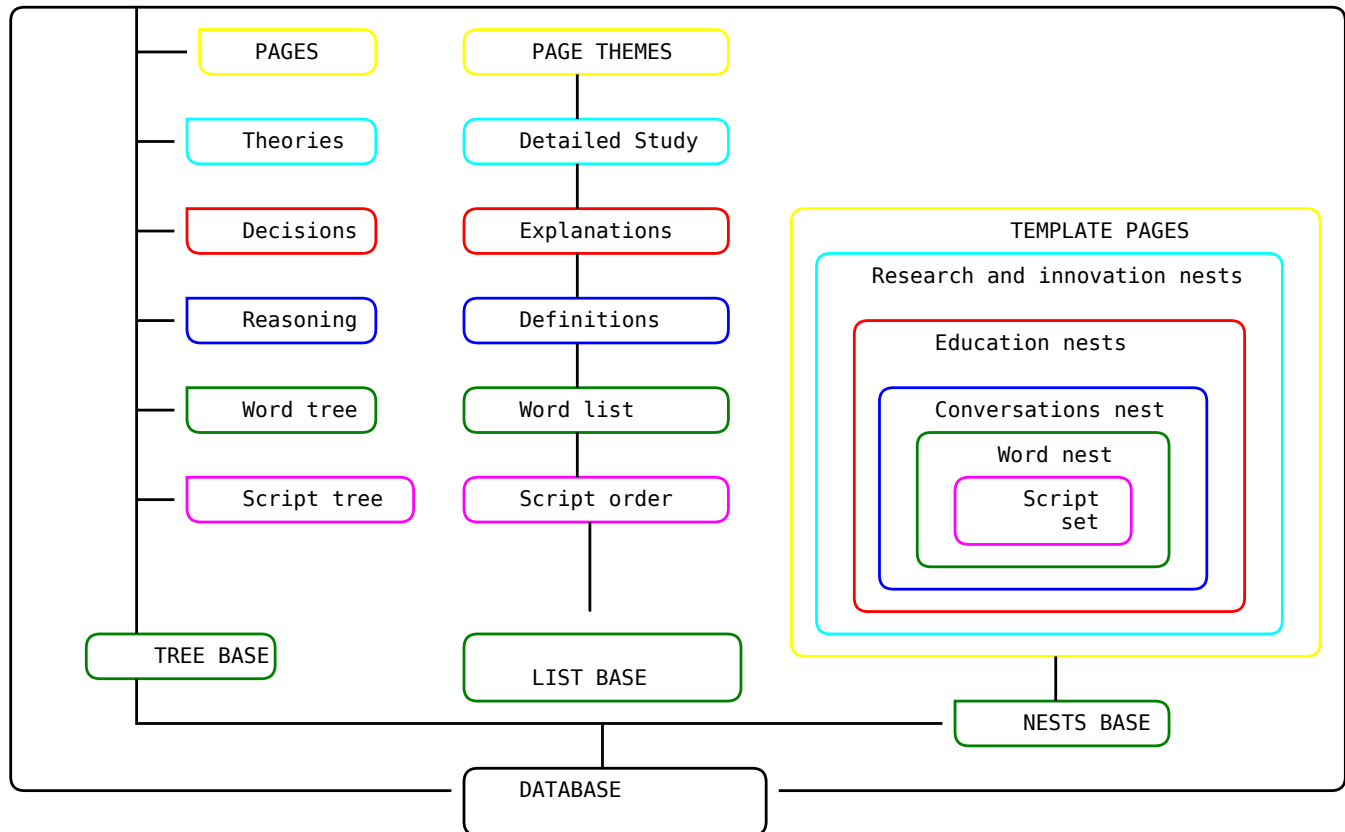 PAGES
PAGE THEMES
Theories
Detailed Study
Decisions
Explanations
TEMPLATE PAGES
Research and innovation nests
Reasoning
Definitions
Education nests
Word tree
Word list
Conversations nest
Word nest
Script tree
Script order
Script
set
TREE BASE
LIST BASE
NESTS BASE
DATABASE